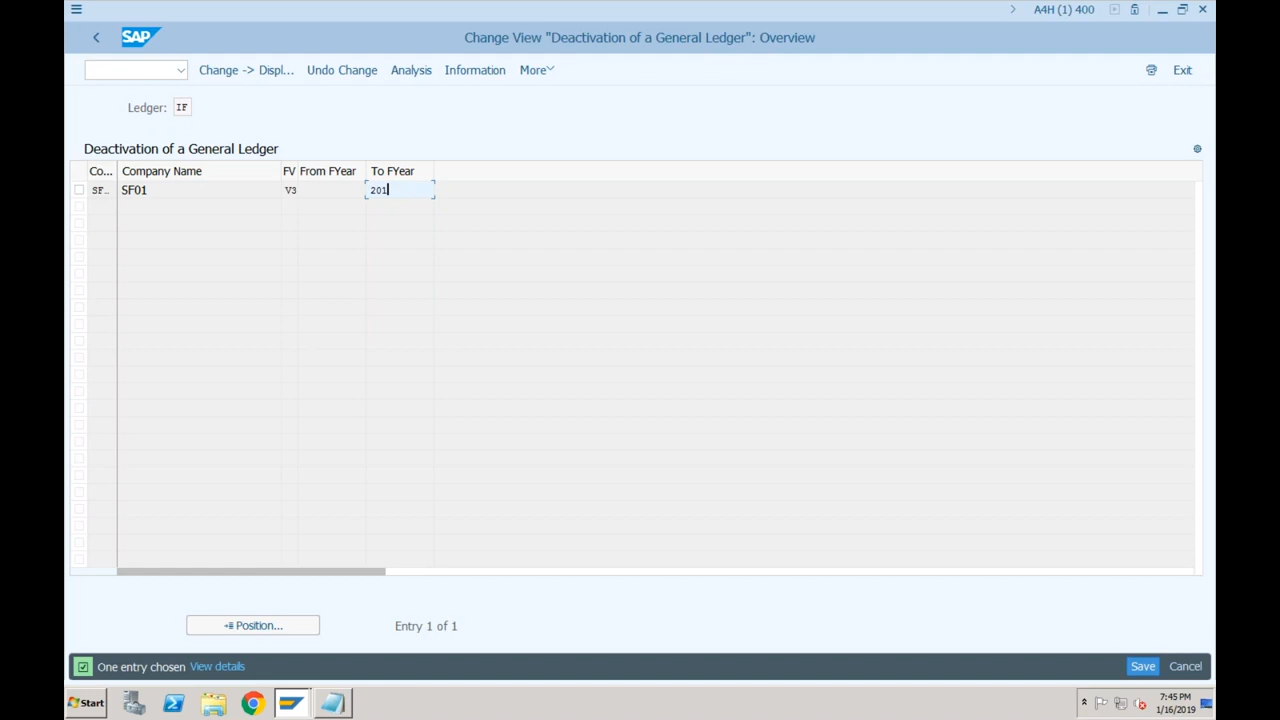 A4H (1) 400
SAP
Change View "Deactivation of a General Ledger": Overview
Change -> Displ... Undo Change Analysis Information More Exit
Ledger: IF
Deactivation of a General Ledger
Co... Company Name FV From FYear To FYear
SF.. SF01 V3 201
Position... Entry 1 of 1
One entry chosen View details Save Cancel
Start
7:45 PM
1/16/2019